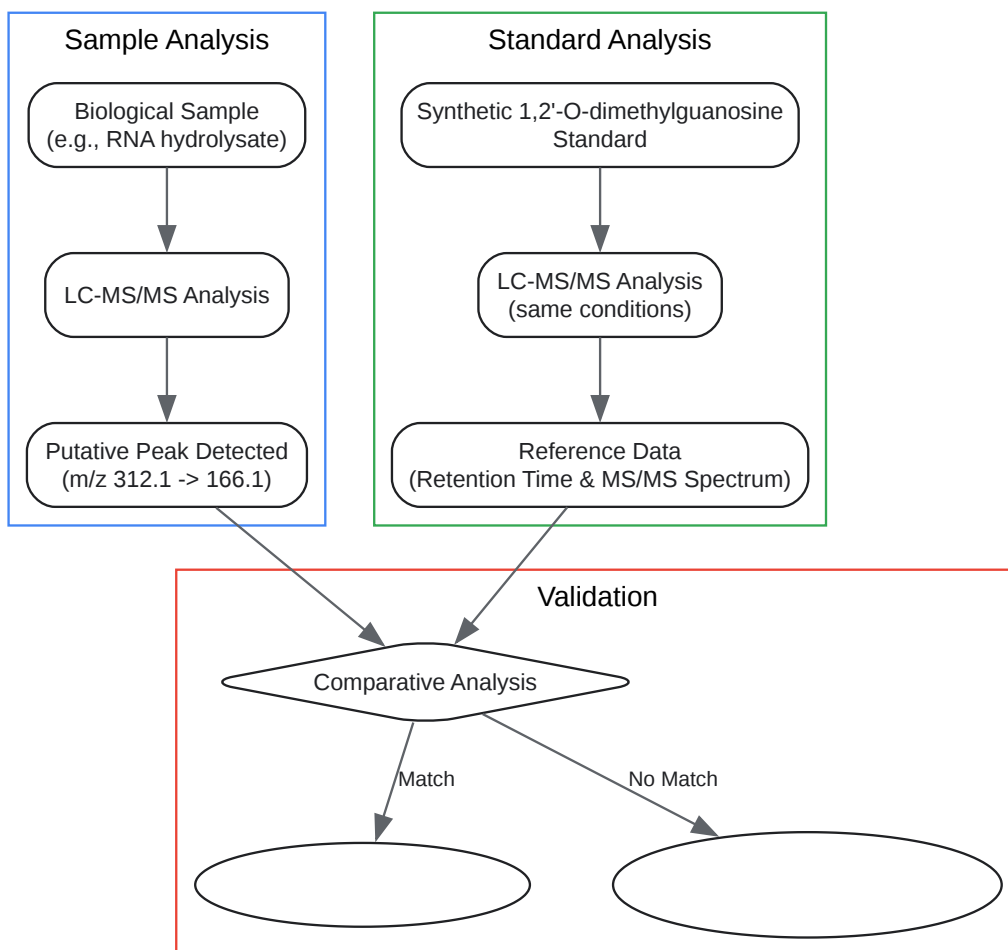 Sample Analysis
Biological Sample
(e.g., RNA hydrolysate)
LC-MS/MS Analysis
Putative Peak Detected
(m/z 312.1 -> 166.1)
Standard Analysis
Synthetic 1,2'-O-dimethylguanosine
Standard
LC-MS/MS Analysis
(same conditions)
Reference Data
(Retention Time & MS/MS Spectrum)
Validation
Comparative Analysis
Match
No Match